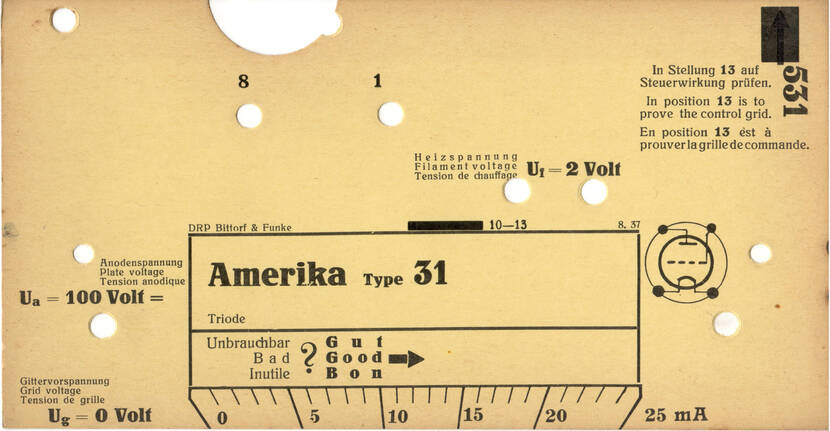 531
In Stellung 13 auf
Steuerwirkung prüfen.
In position 13 is to
prove the control grid.
En position 13 ést à
prouver la grille de commande.
8 1
Heizspannung
Filament voltage
Tension de chauffage
Uf = 2 Volt
DRP Bittorf & Funke 10—13 8. 37
Anodenspannung
Plate voltage
Tension anodique
Ua = 100 Volt =
Amerika Type 31
Triode
Unbrauchbar ? Gut
Bad Good
Inutile Bon
Gittervorspannung
Grid voltage
Tension de grille
Ug = 0 Volt
0 5 10 15 20 25 mA